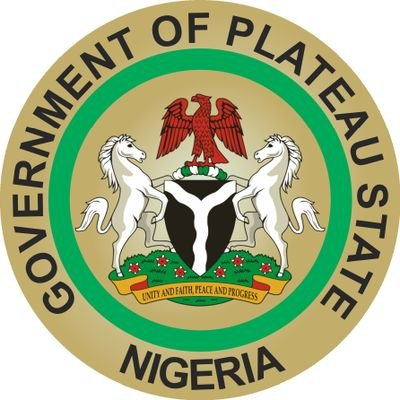 GOVERNMENT OF PLATEAU STATE
UNITY AND FAITH, PEACE AND PROGRESS
NIGERIA